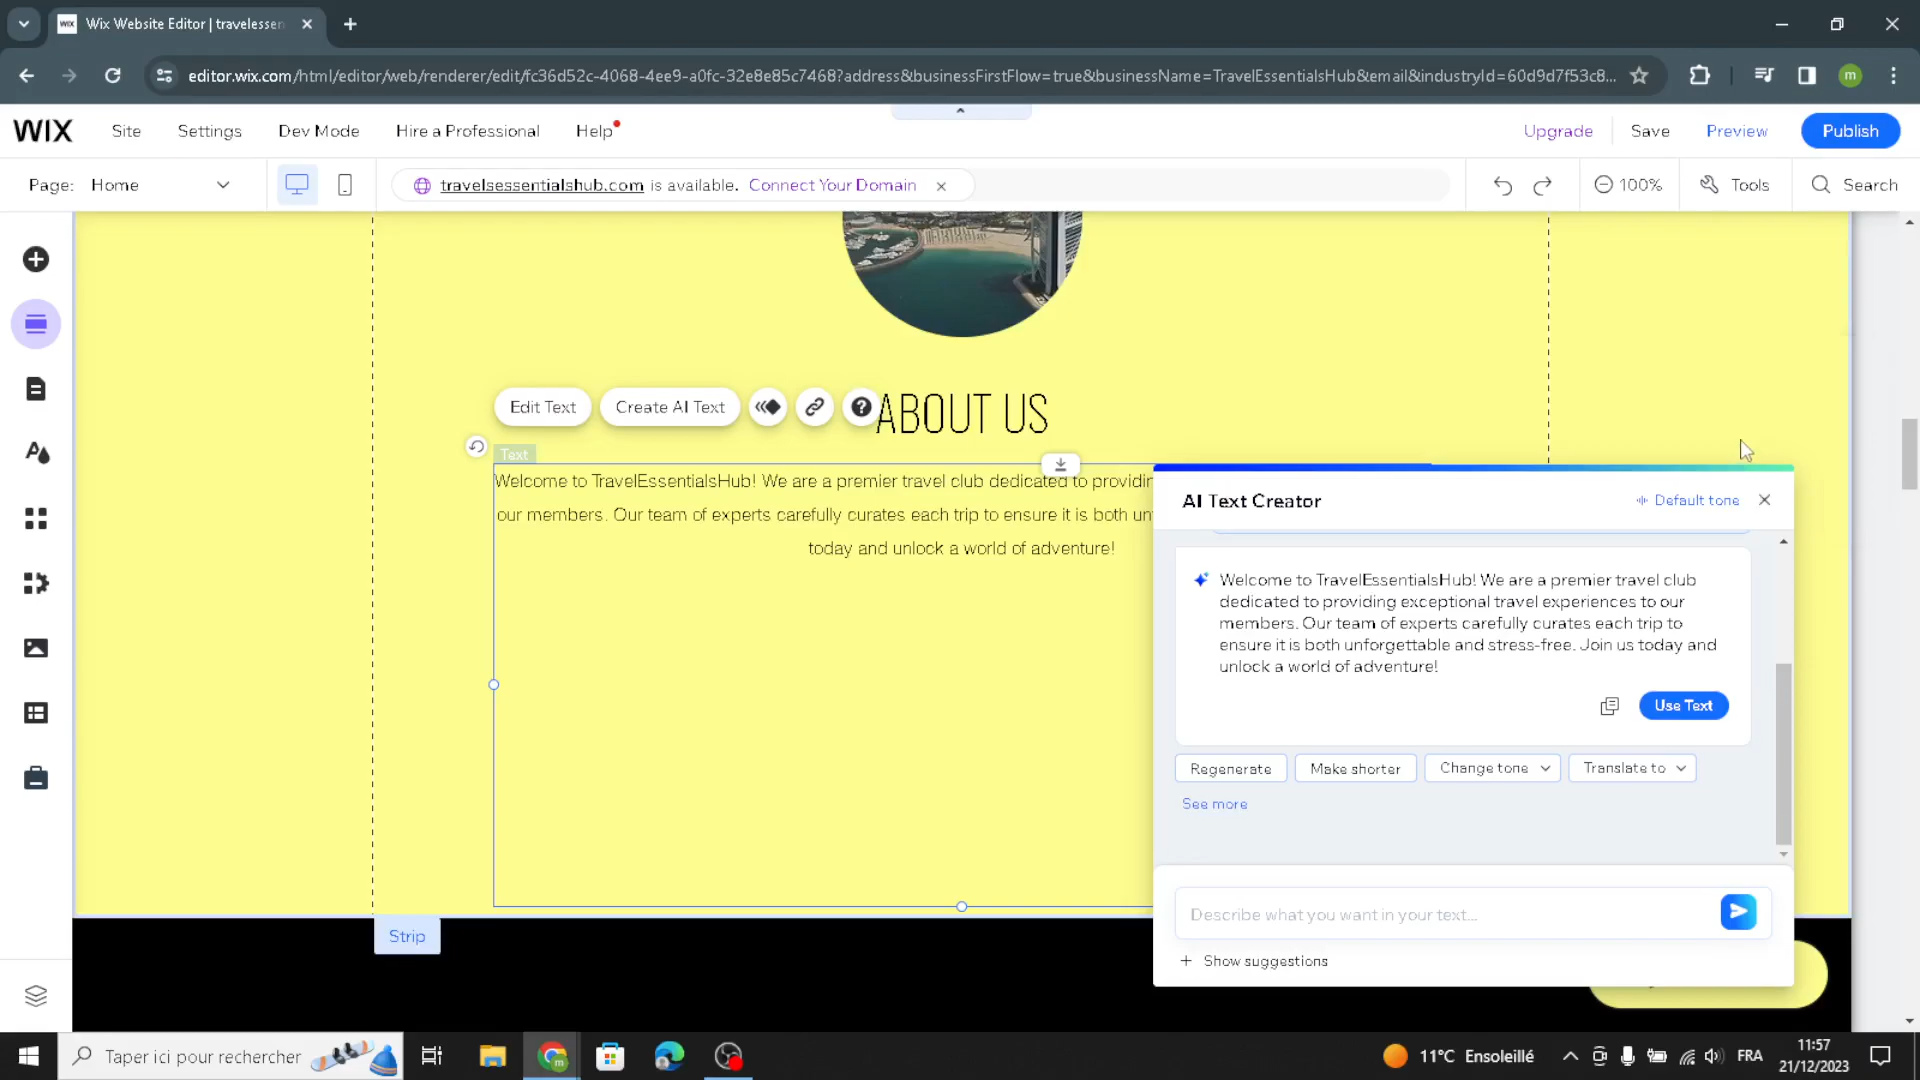 Wix Website Editor | travelessen
editor.wix.com/html/editor/web/renderer/edit/fc36d52c-4068-4ee9-a0fc-32e8e85c7468?address&businessFirstFlow=true&businessName=TravelEssentialsHub&email&industryId=60d9d7f53c8...
m
WIX
Site
Settings
Dev Mode
Hire a Professional
Help
Upgrade
Save
Preview
Publish
Page: Home
travelsessentialshub.com is available. Connect Your Domain
100%
Tools
Search
Edit Text
Create AI Text
ABOUT US
Text
Welcome to TravelEssentialsHub! We are a premier travel club dedicated to providin
our members. Our team of experts carefully curates each trip to ensure it is both un
today and unlock a world of adventure!
AI Text Creator
Default tone
Welcome to TravelEssentialsHub! We are a premier travel club
dedicated to providing exceptional travel experiences to our
members. Our team of experts carefully curates each trip to
ensure it is both unforgettable and stress-free. Join us today and
unlock a world of adventure!
Use Text
Regenerate
Make shorter
Change tone
Translate to
See more
Describe what you want in your text...
Show suggestions
Strip
Taper ici pour rechercher
11°C Ensoleillé
FRA
11:57
21/12/2023